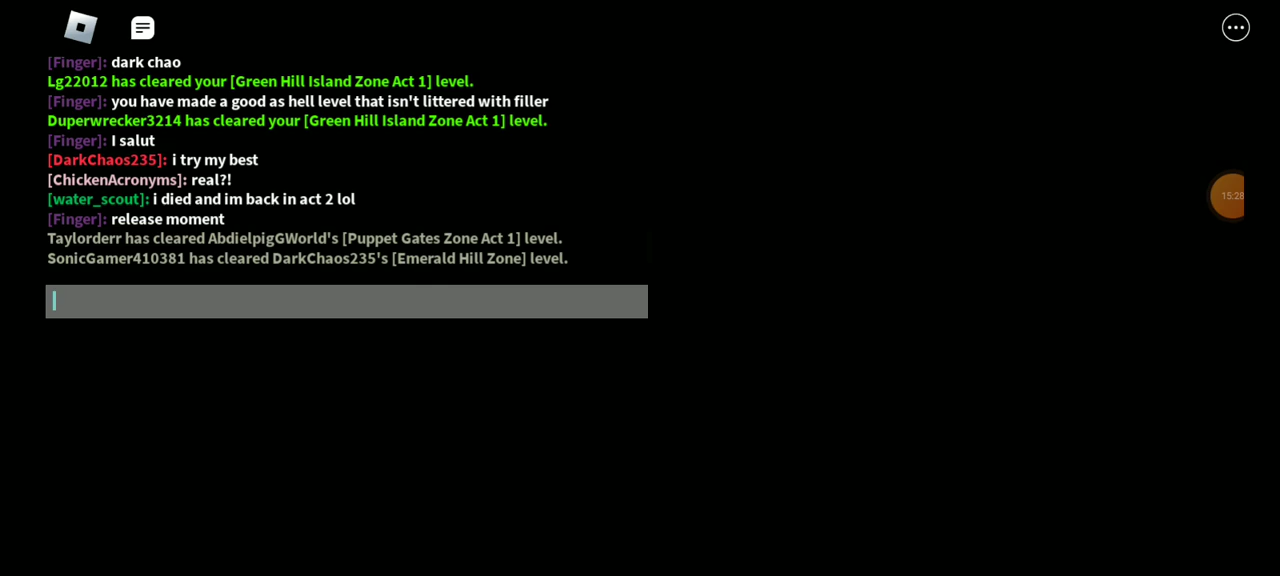 [Finger]: dark chao
Lg22012 has cleared your [Green Hill Island Zone Act 1] level.
[Finger]: you have made a good as hell level that isn't littered with filler
Duperwrecker3214 has cleared your [Green Hill Island Zone Act 1] level.
[Finger]: I salut
[DarkChaos235]: i try my best
[ChickenAcronyms]: real?!
[water_scout]: i died and im back in act 2 lol
[Finger]: release moment
Taylorderr has cleared AbdielpigGWorld's [Puppet Gates Zone Act 1] level.
SonicGamer410381 has cleared DarkChaos235's [Emerald Hill Zone] level.
15:28